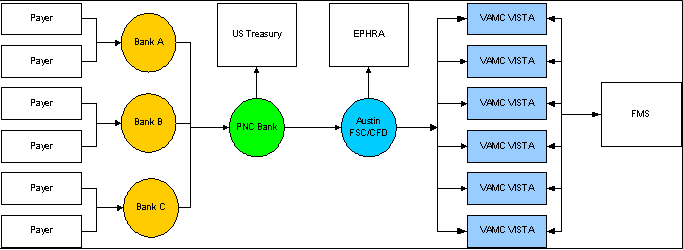 Payer
Payer
Payer
Payer
Payer
Payer
Bank A
Bank B
Bank C
US Treasury
PNC Bank
EPHRA
Austin
FSC/CFD
VAMC VISTA
VAMC VISTA
VAMC VISTA
VAMC VISTA
VAMC VISTA
VAMC VISTA
FMS